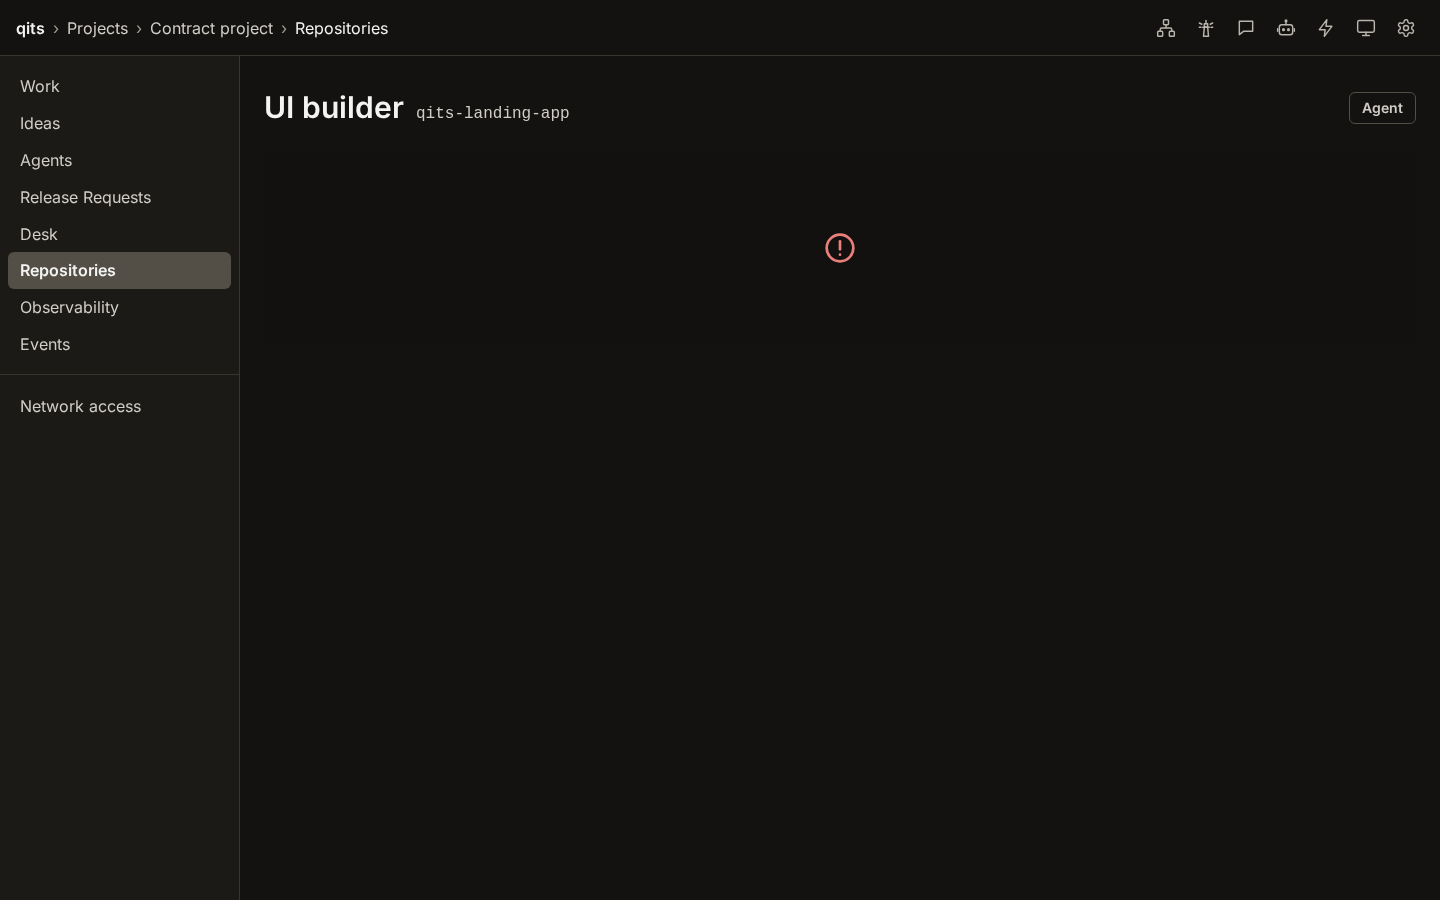 qits › Projects › Contract project › Repositories
Work
Ideas
Agents
Release Requests
Desk
Repositories
Observability
Events
Network access
UI builder qits-landing-app
Agent